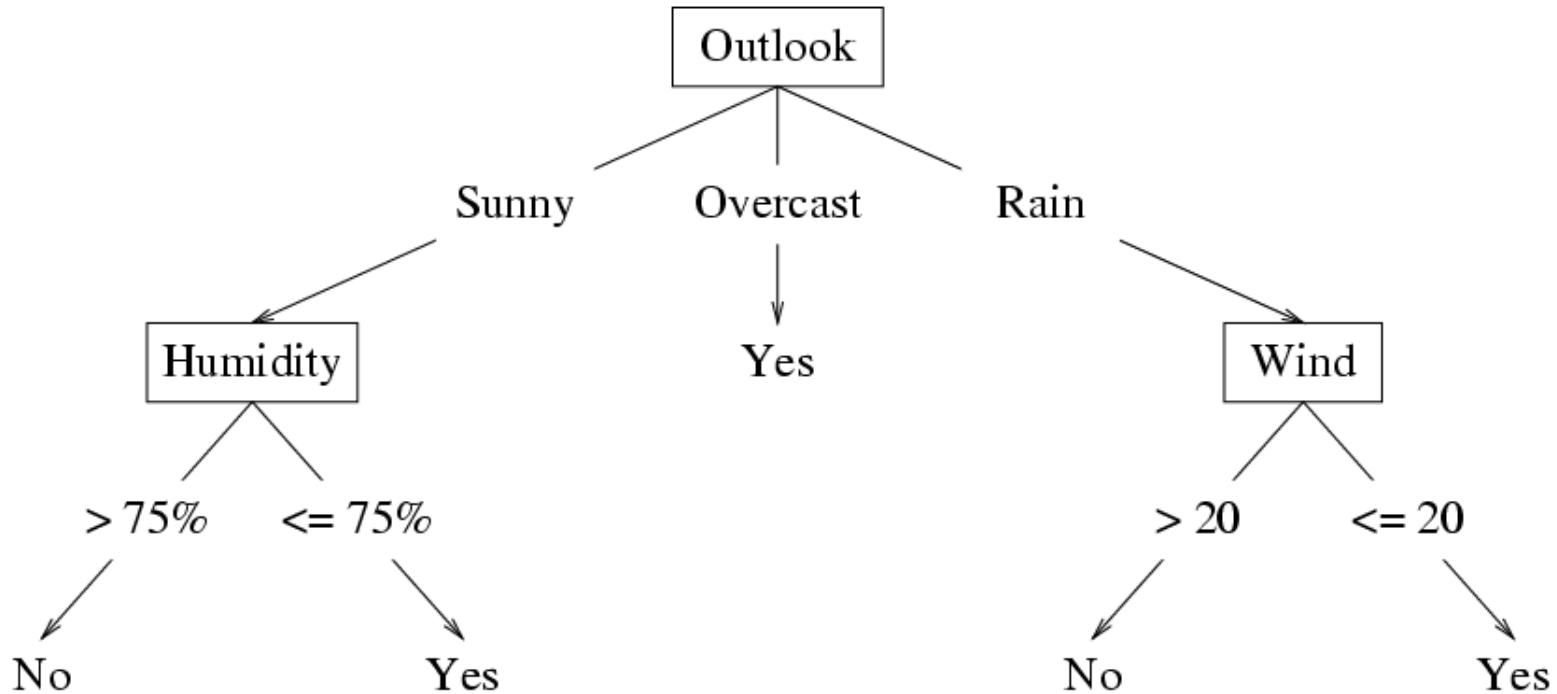 Outlook
Sunny Overcast Rain
Humidity Yes Wind
> 75% <= 75% > 20 <= 20
No Yes No Yes